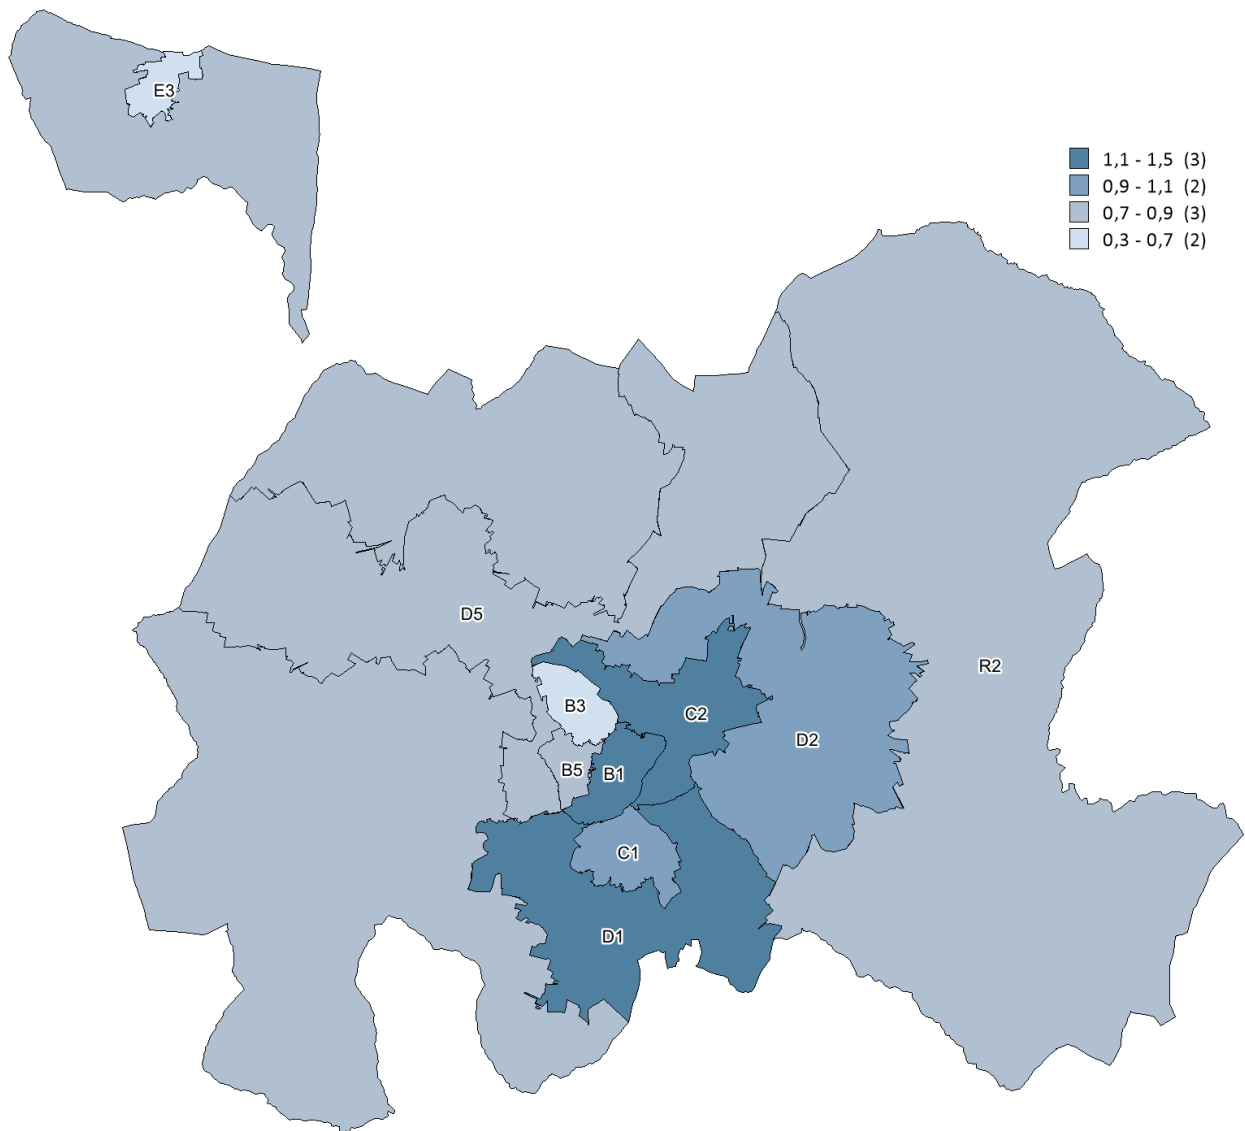 E3
1,1 - 1,5 (3)
0,9 - 1,1 (2)
0,7 - 0,9 (3)
0,3 - 0,7 (2)
D5
R2
B3
C2
D2
B5
B1
C1
D1